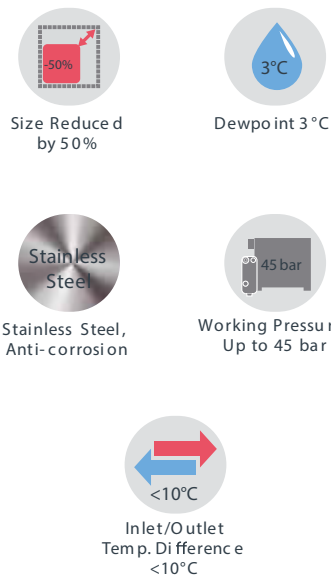 -50%
3°C
Size Reduced
by 50%
Dewpoint 3°C
Stainless
Steel
45 bar
Stainless Steel,
Anti-corrosion
Working Pressur
Up to 45 bar
<10°C
Inlet/Outlet
Temp. Difference
<10°C